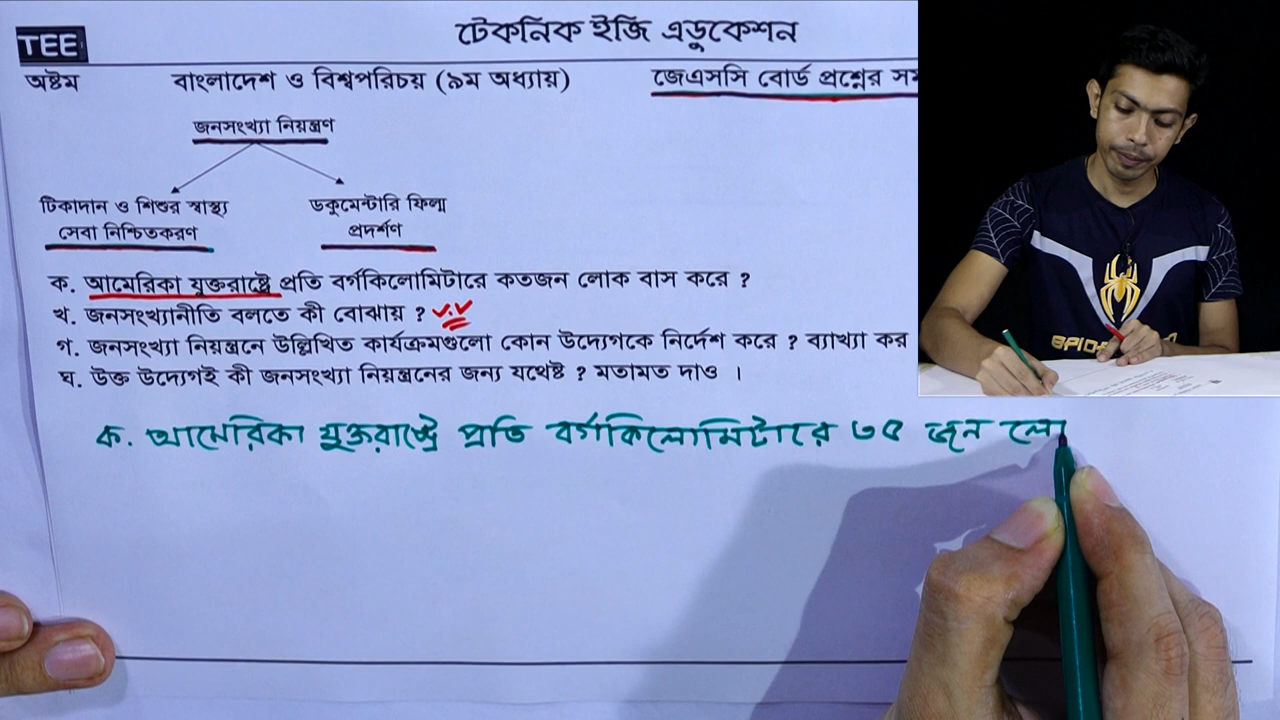 TEE
টেকনিক ইজি এডুকেশন
অষ্টম বাংলাদেশ ও বিশ্বপরিচয় (৯ম অধ্যায়) জেএসসি বোর্ড প্রশ্নের
জনসংখ্যা নিয়ন্ত্রণ
টিকাদান ও শিশুর স্বাস্থ্য ডকুমেন্টারি ফিল্ম
সেবা নিশ্চিতকরণ প্রদর্শণ
ক. আমেরিকা যুক্তরাষ্ট্রে প্রতি বর্গকিলোমিটারে কতজন লোক বাস করে ?
খ. জনসংখ্যানীতি বলতে কী বোঝায় ?
গ. জনসংখ্যা নিয়ন্ত্রনে উল্লিখিত কার্যক্রমগুলো কোন উদ্যেগকে নির্দেশ করে ? ব্যাখ্যা কর
ঘ. উক্ত উদ্যেগই কী জনসংখ্যা নিয়ন্ত্রনের জন্য যথেষ্ট ? মতামত দাও ।
ক. আমেরিকা যুক্তরাষ্ট্রে প্রতি বর্গকিলোমিটারে ৩৫ জন লো